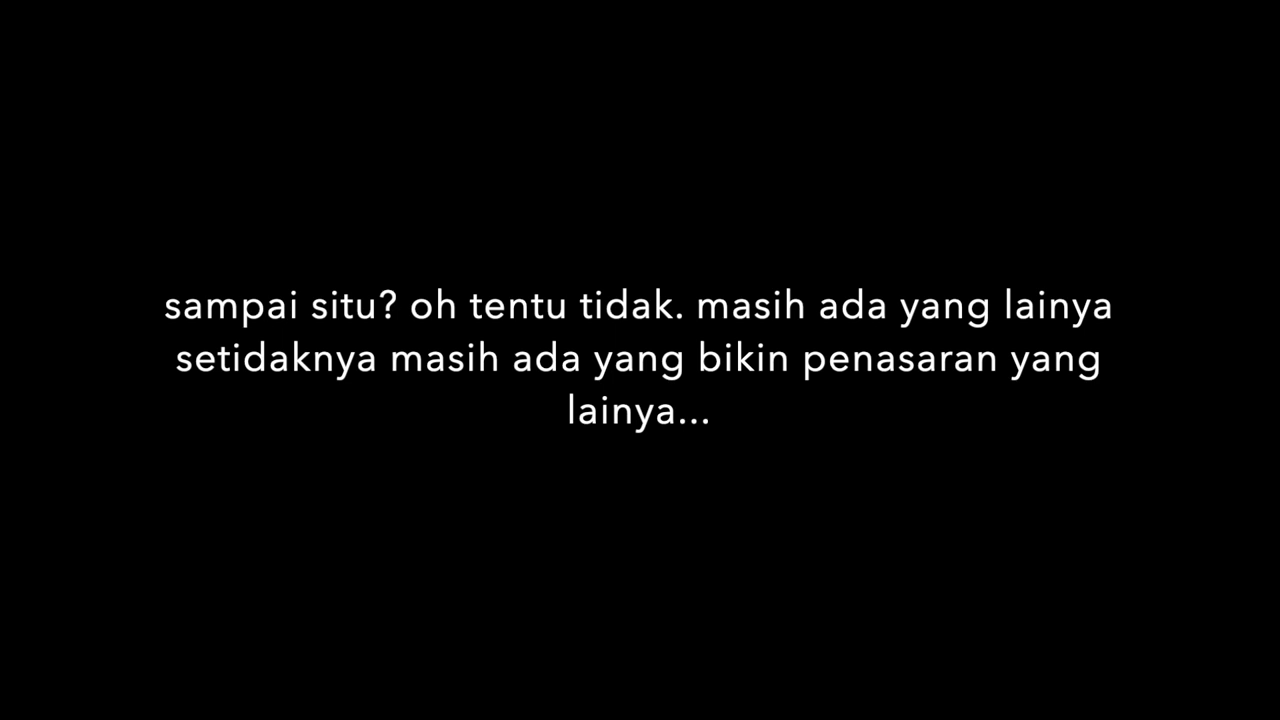 sampai situ? oh tentu tidak. masih ada yang lainya
setidaknya masih ada yang bikin penasaran yang
lainya...